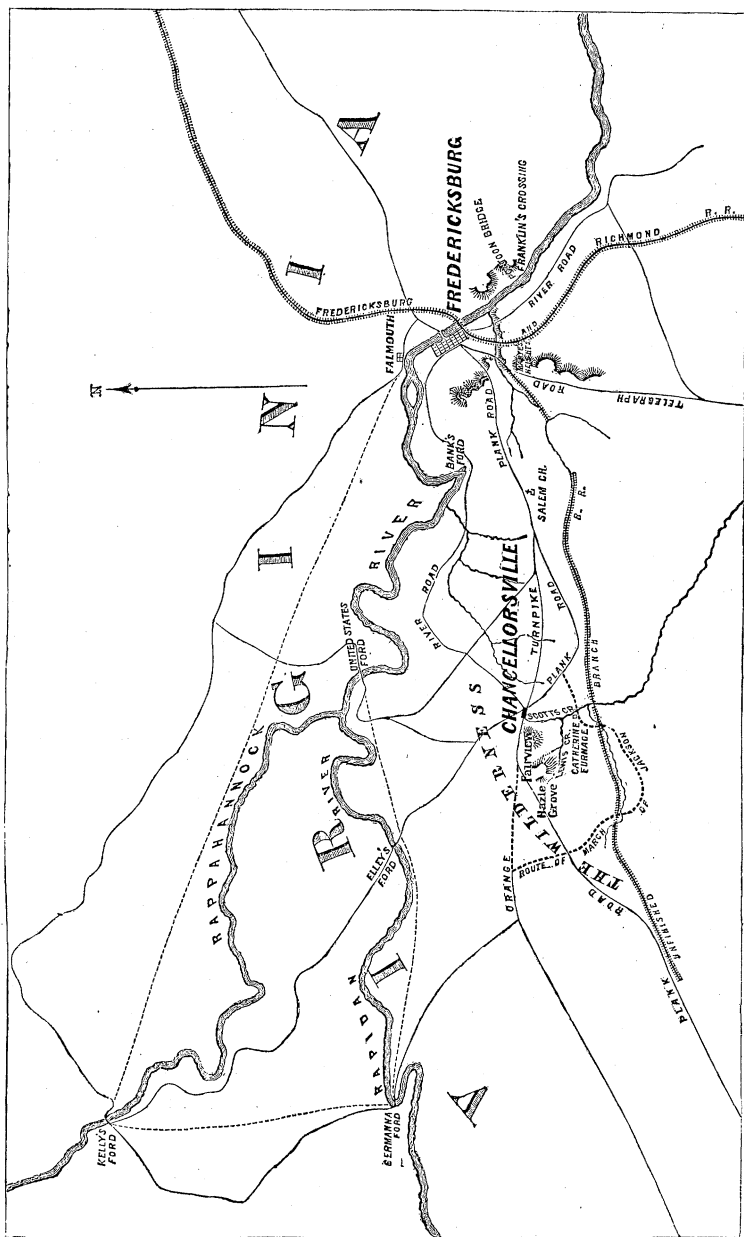 V I R G I N I A
N
KELLY'S
FORD
RAPPAHANNOCK RIVER
UNITED STATES
FORD
BANK'S
FORD
FALMOUTH
FREDERICKSBURG
FREDERICKSBURG
AND
RICHMOND
R. R.
PONTOON BRIDGE
FRANKLIN'S CROSSING
RIVER ROAD
TELEGRAPH
ROAD
PLANK ROAD
SALEM CH.
RIVER ROAD
TURNPIKE
PLANK
ROAD
CHANCELLORSVILLE
SCOTTS
Fairview
Hazle
Grove
CATHERINE
FURNACE
THE WILDERNESS
ELLEY'S
FORD
RAPIDAN
RIVER
GERMANNA
FORD
ORANGE
PLANK
ROAD
ROUTE OF
MARCH
OF
JACKSON
UNFINISHED
BRANCH
R. R.